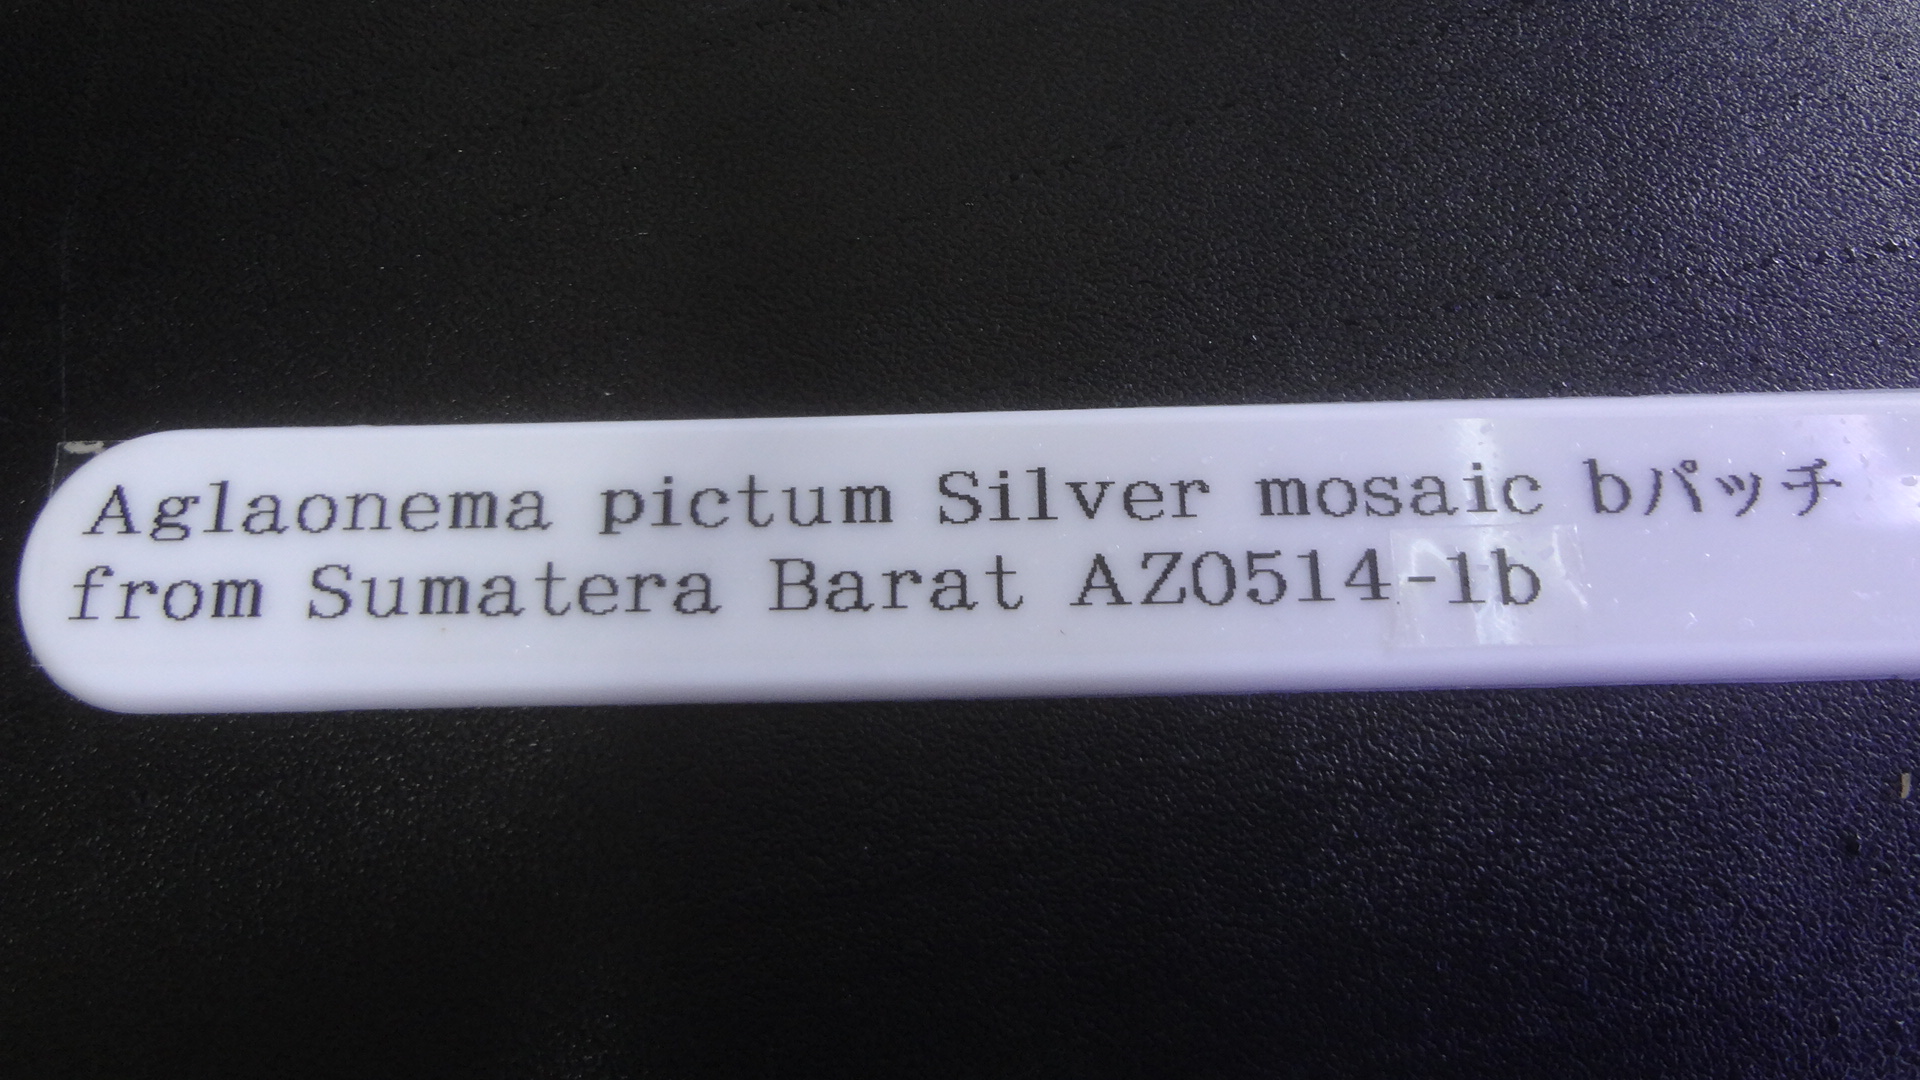 Aglaonema pictum Silver mosaic bパッチ
from Sumatera Barat AZ0514-1b